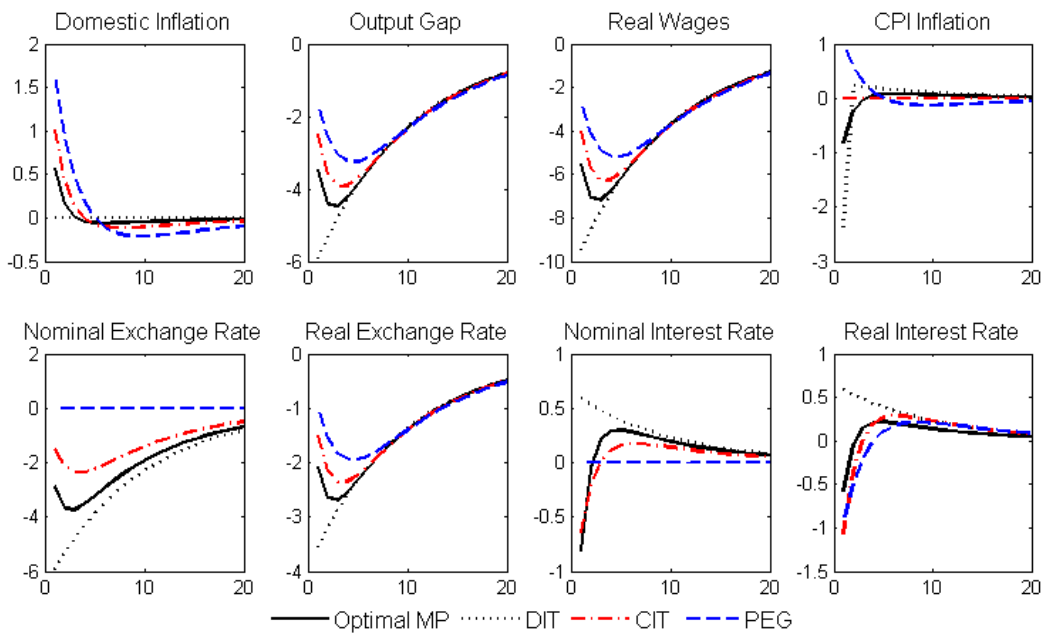 Domestic Inflation
2
1.5
1
0.5
0
-0.5
0 10 20
Output Gap
0
-2
-4
-6
0 10 20
Real Wages
0
-2
-4
-6
-8
-10
0 10 20
CPI Inflation
1
0
-1
-2
-3
0 10 20
Nominal Exchange Rate
2
0
-2
-4
-6
0 10 20
Real Exchange Rate
0
-1
-2
-3
-4
0 10 20
Nominal Interest Rate
1
0.5
0
-0.5
-1
0 10 20
Real Interest Rate
1
0.5
0
-0.5
-1
-1.5
0 10 20
Optimal MP DIT CIT PEG